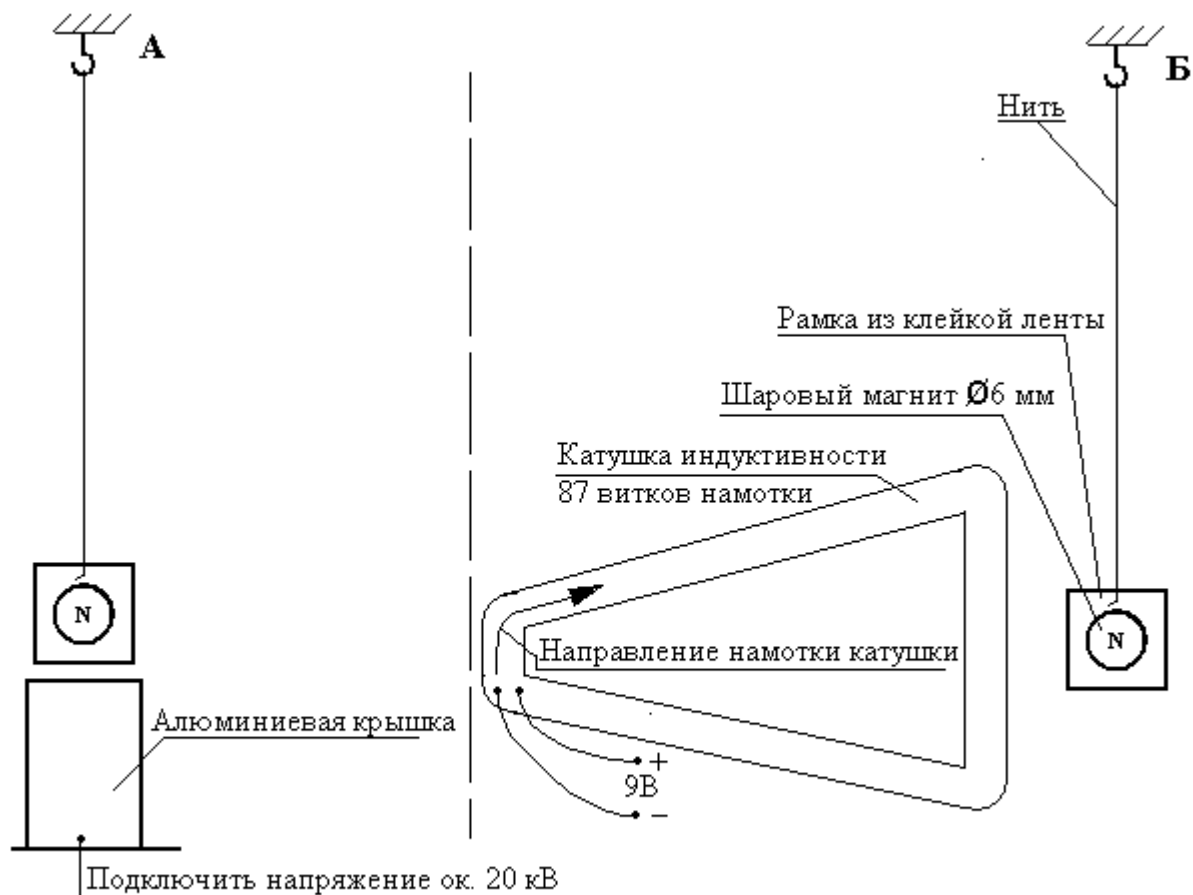 А
Б
Нить
Рамка из клейкой ленты
Шаровый магнит Ø6 мм
Катушка индуктивности
87 витков намотки
N
N
Направление намотки катушки
Алюминиевая крышка
+
9В
−
Подключить напряжение ок. 20 кВ